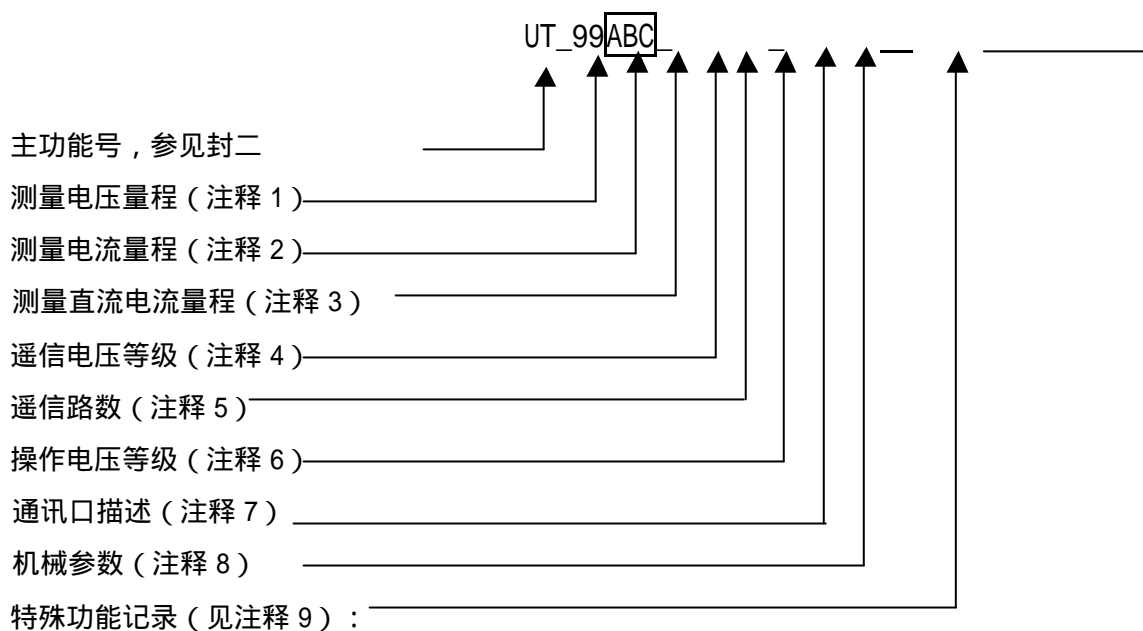 UT_99ABC_ _ __ ________
主功能号，参见封二
测量电压量程（注释 1）
测量电流量程（注释 2）
测量直流电流量程（注释 3）
遥信电压等级（注释 4）
遥信路数（注释 5）
操作电压等级（注释 6）
通讯口描述（注释 7）
机械参数（注释 8）
特殊功能记录（见注释 9）：